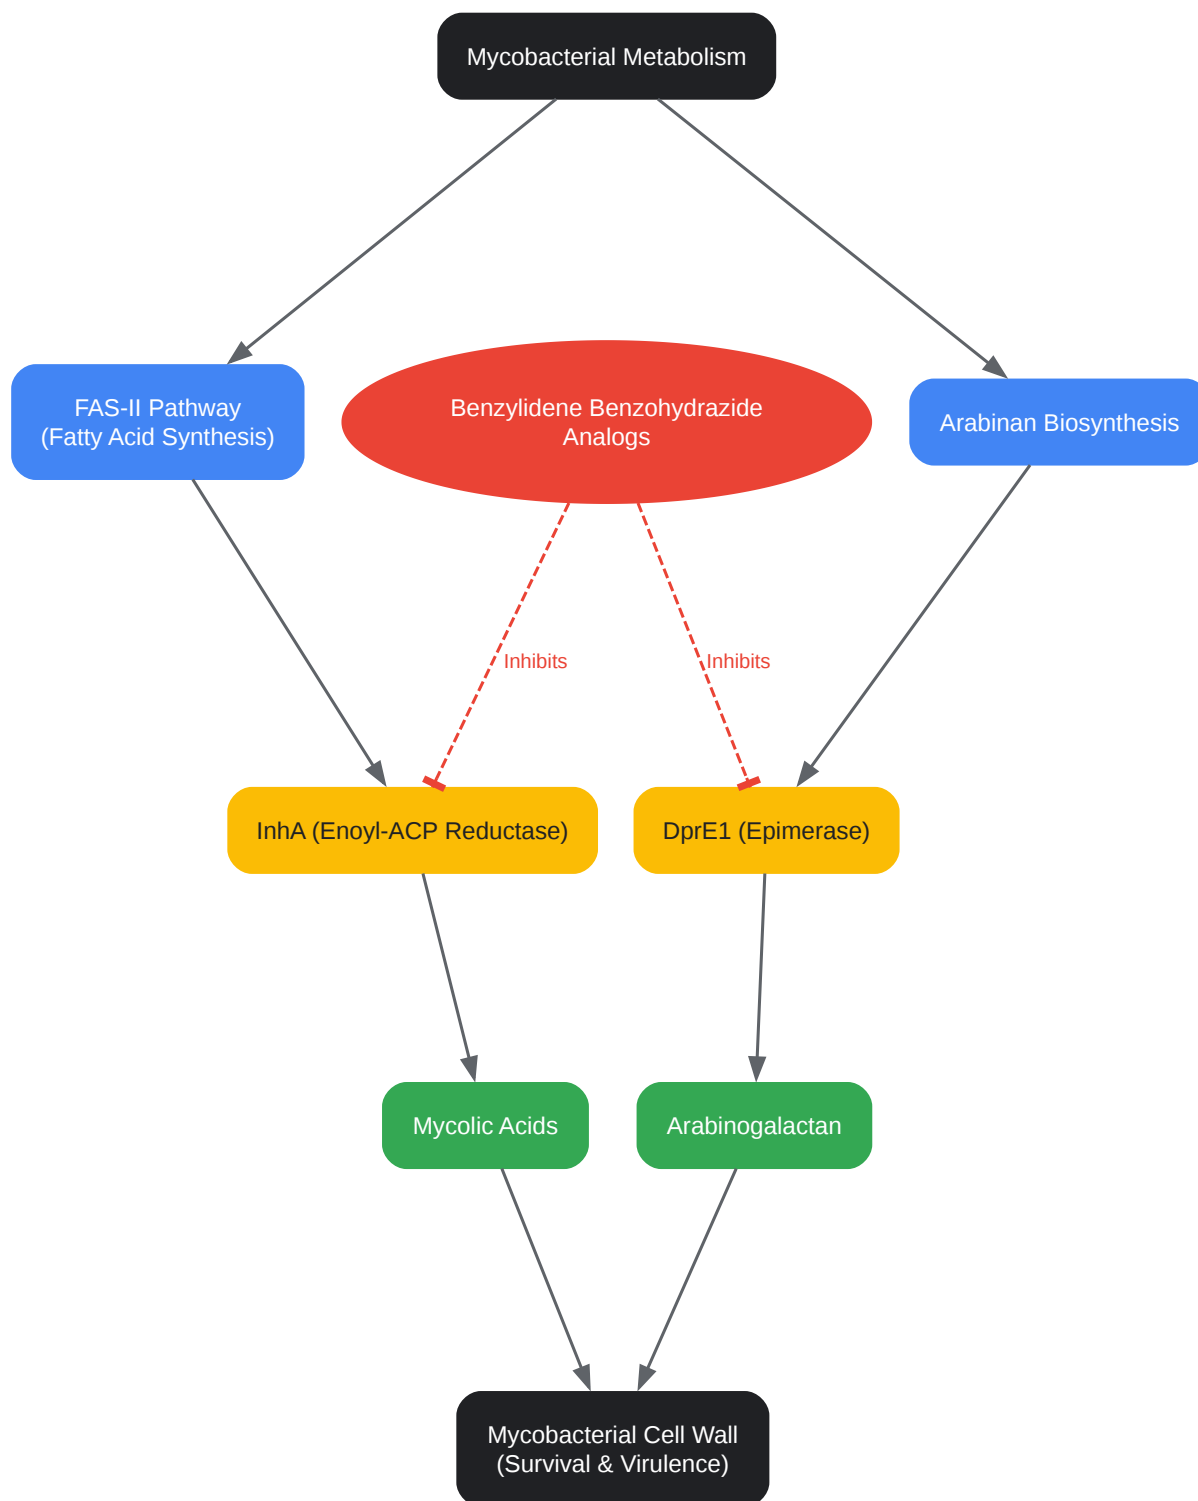 Mycobacterial Metabolism
FAS-II Pathway
(Fatty Acid Synthesis)
Benzylidene Benzohydrazide
Analogs
Arabinan Biosynthesis
Inhibits
Inhibits
InhA (Enoyl-ACP Reductase)
DprE1 (Epimerase)
Mycolic Acids
Arabinogalactan
Mycobacterial Cell Wall
(Survival & Virulence)